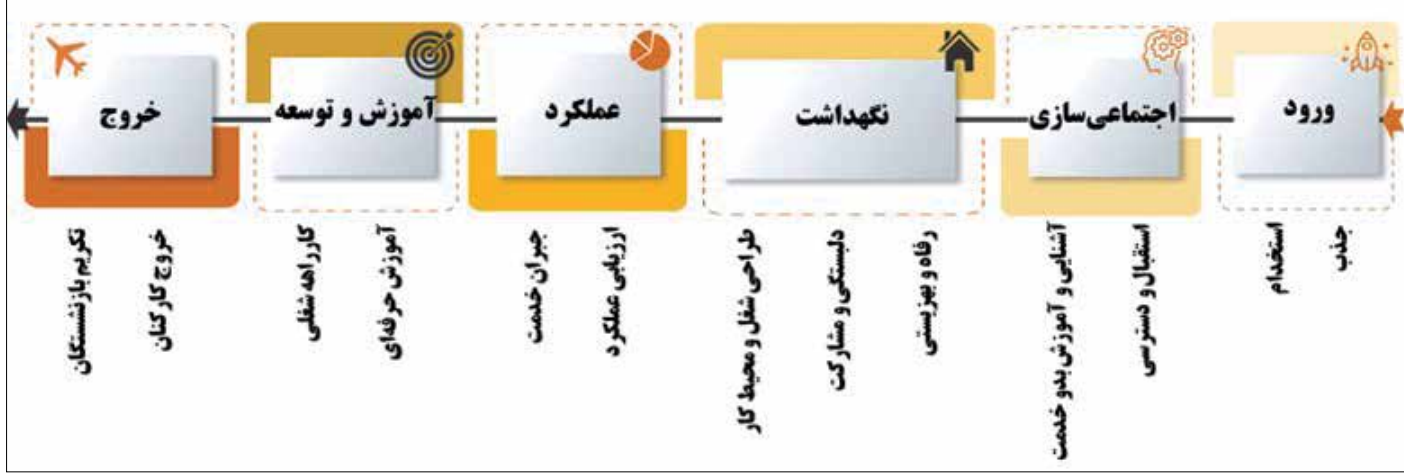 ورود
اجتماعی‌سازی
نگهداشت
عملکرد
آموزش و توسعه
خروج
جذب
استخدام
استقبال و دسترسی
آشنایی و آموزش بدو خدمت
رفاه و بهزیستی
دلبستگی و مشارکت
طراحی شغل و محیط کار
ارزیابی عملکرد
جبران خدمت
آموزش حرفه‌ای
کارراهه شغلی
خروج کارکنان
تکریم بازنشستگان